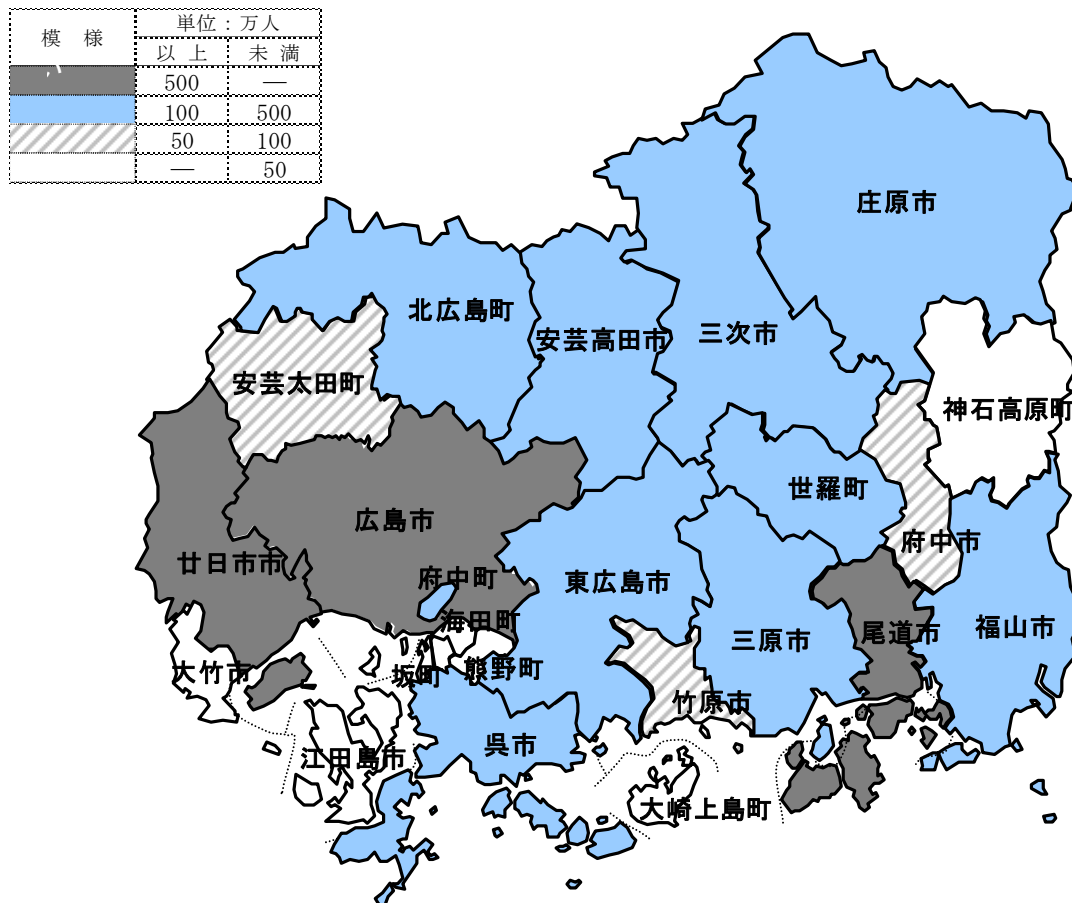 模 様
単位:万人
以 上 未 満
500 ―
100 500
50 100
― 50
庄原市
北広島町
三次市
安芸高田市
安芸太田町
神石高原町
世羅町
広島市
府中市
廿日市市
府中町
東広島市
海田町
三原市
尾道市
福山市
大竹市
坂町
熊野町
竹原市
呉市
江田島市
大崎上島町